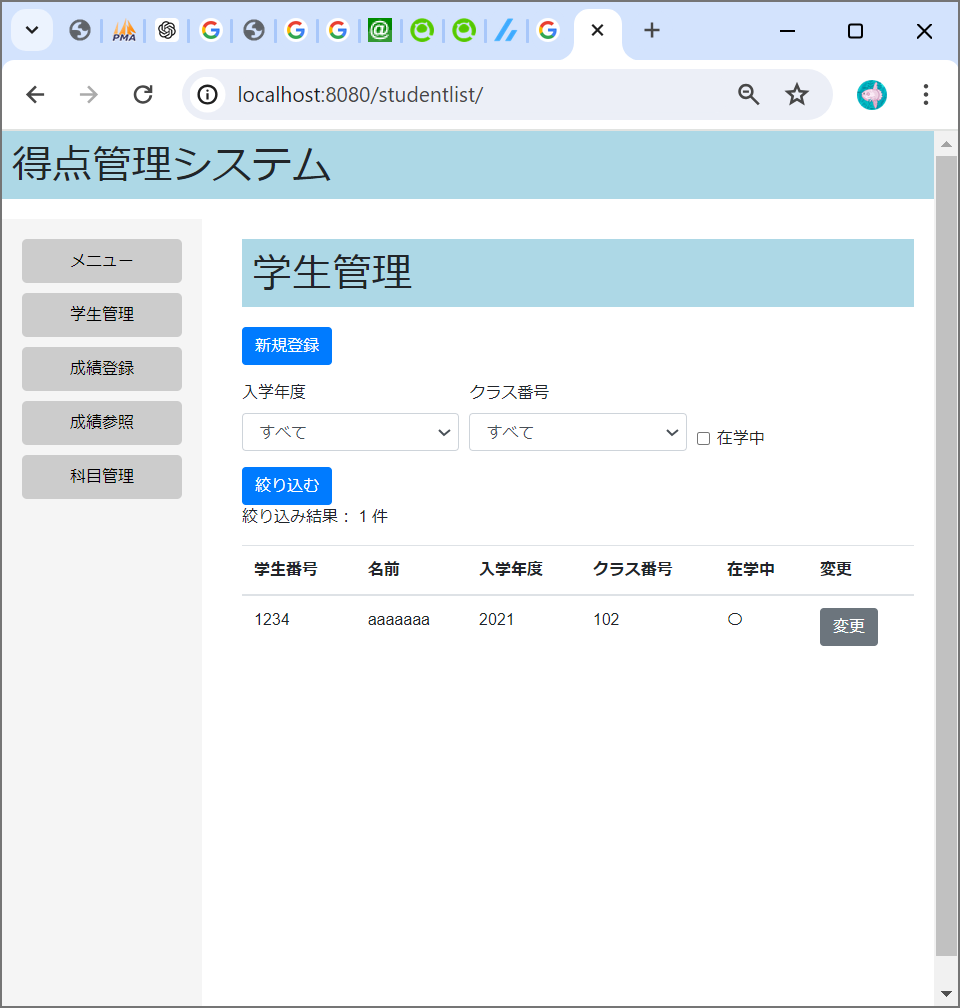 PMA
localhost:8080/studentlist/
得点管理システム
メニュー
学生管理
成績登録
成績参照
科目管理
学生管理
新規登録
入学年度 クラス番号
すべて すべて 在学中
絞り込む
絞り込み結果： 1 件
学生番号 名前 入学年度 クラス番号 在学中 変更
1234 aaaaaaa 2021 102 〇 変更